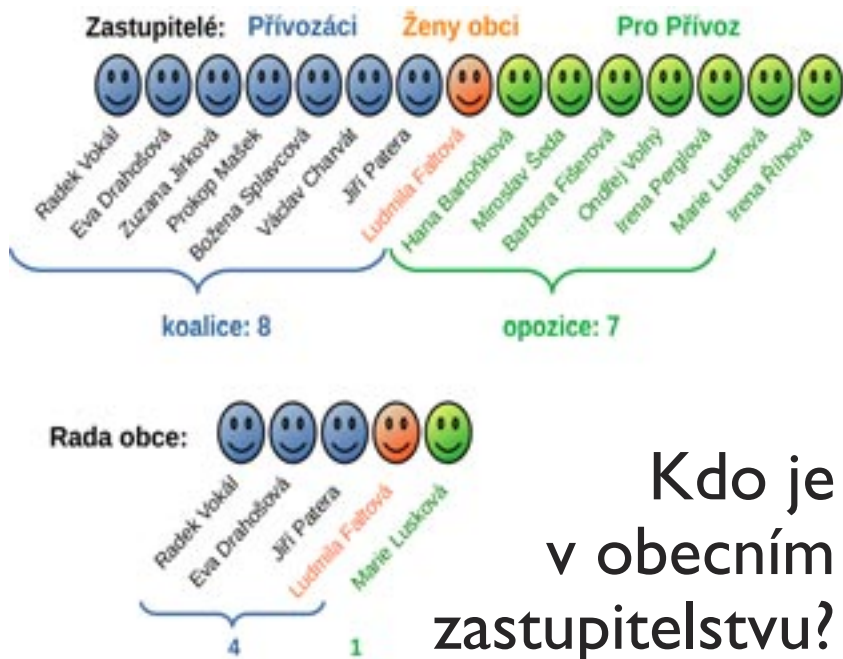 Zastupitelé: Přívozáci Ženy obci Pro Přívoz
Radek Vokál
Eva Drahošová
Zuzana Jirková
Prokop Mašek
Božena Splavcová
Václav Charvát
Jiří Patera
Ludmila Faltová
Hana Bartoňková
Miroslav Šeda
Barbora Fišerová
Ondřej Volný
Irena Perglová
Marie Lusková
Irena Říhová
koalice: 8 opozice: 7
Rada obce:
Radek Vokál
Eva Drahošová
Jiří Patera
Ludmila Faltová
Marie Lusková
4 1
Kdo je
v obecním
zastupitelstvu?